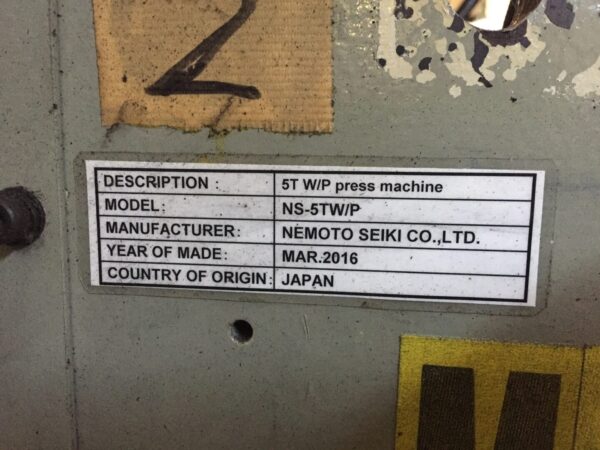 2
DESCRIPTION : 5T W/P press machine
MODEL: NS-5TW/P
MANUFACTURER: NEMOTO SEIKI CO.,LTD.
YEAR OF MADE: MAR.2016
COUNTRY OF ORIGIN: JAPAN